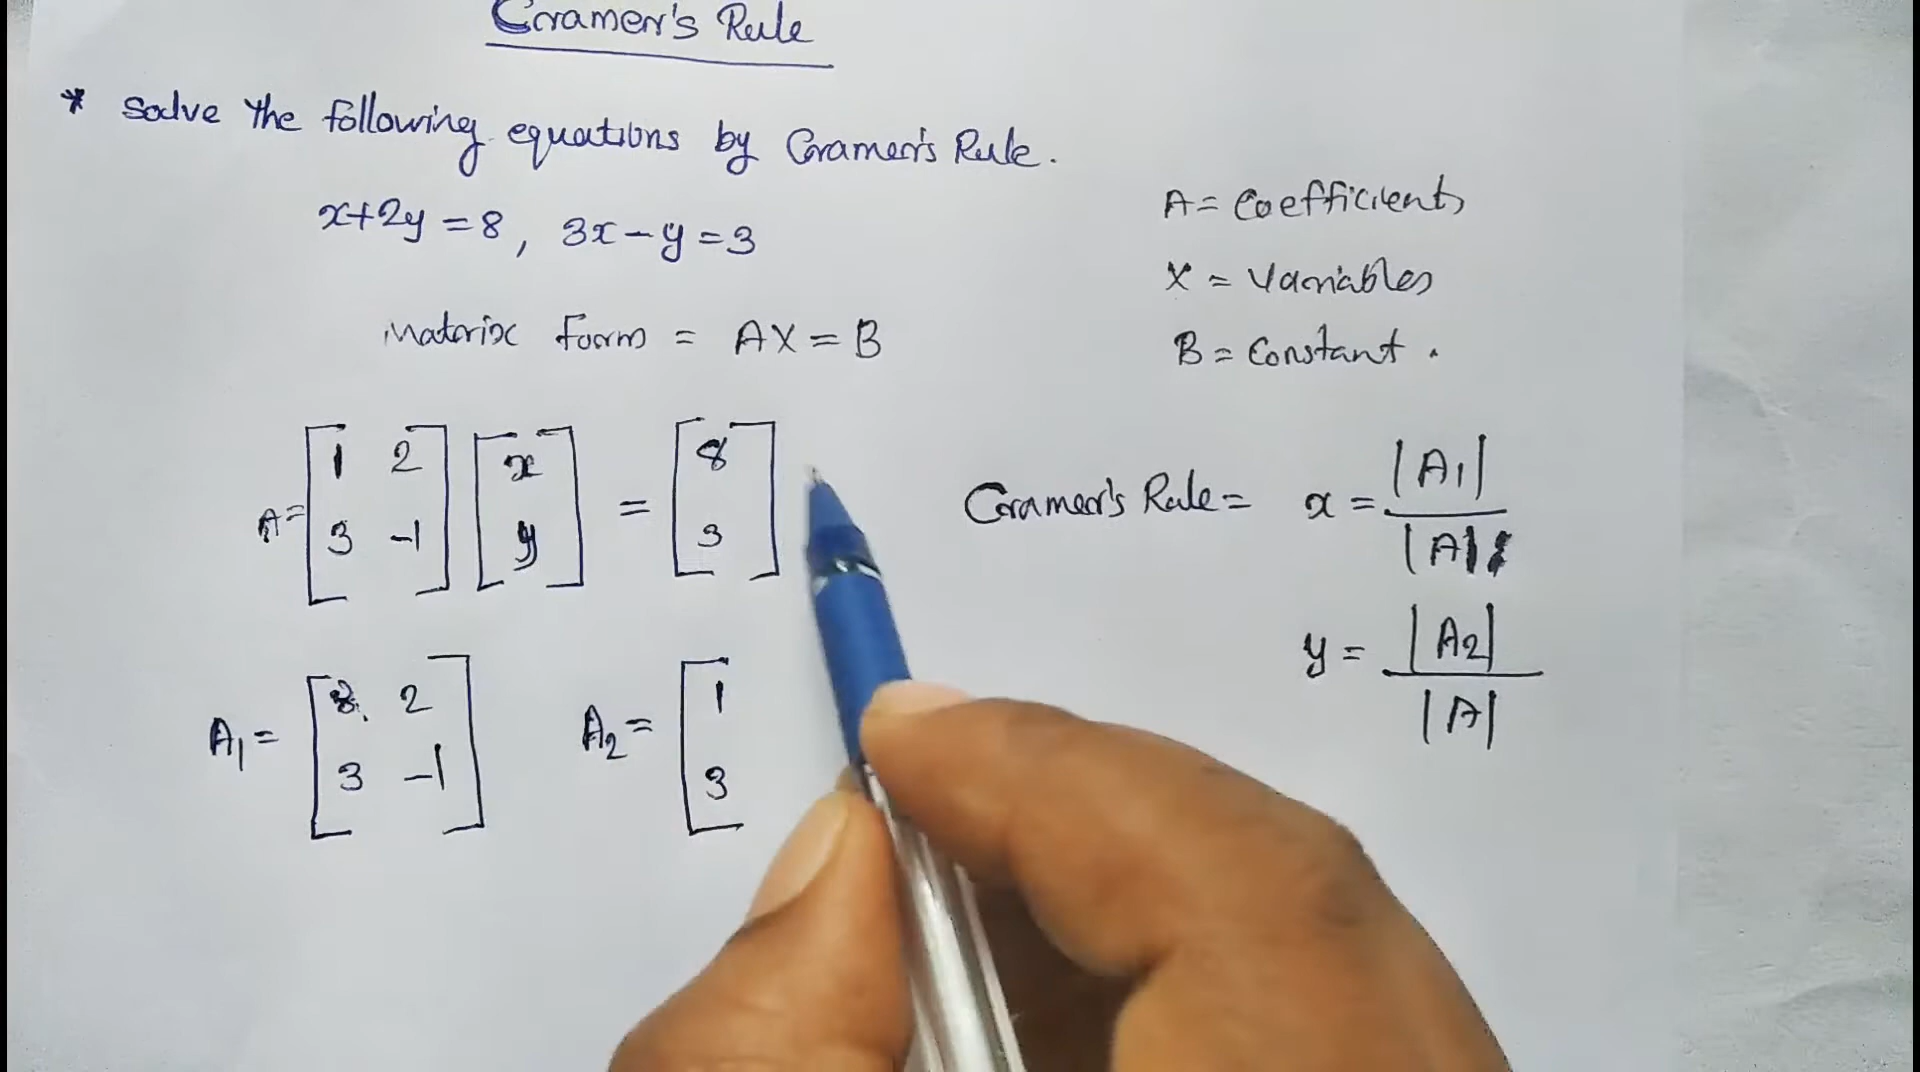 Cramer's Rule
* Solve the following equations by Cramer's Rule.
x+2y=8, 3x-y=3
A = Coefficients
X = Variables
B = Constant.
Matrix Form = AX = B
A = [1 2 3 -1] [x y] = [8 3]
Cramer's Rule = x = |A1| / |A|
y = |A2| / |A|
A1 = [8 2 3 -1] A2 = [1 3